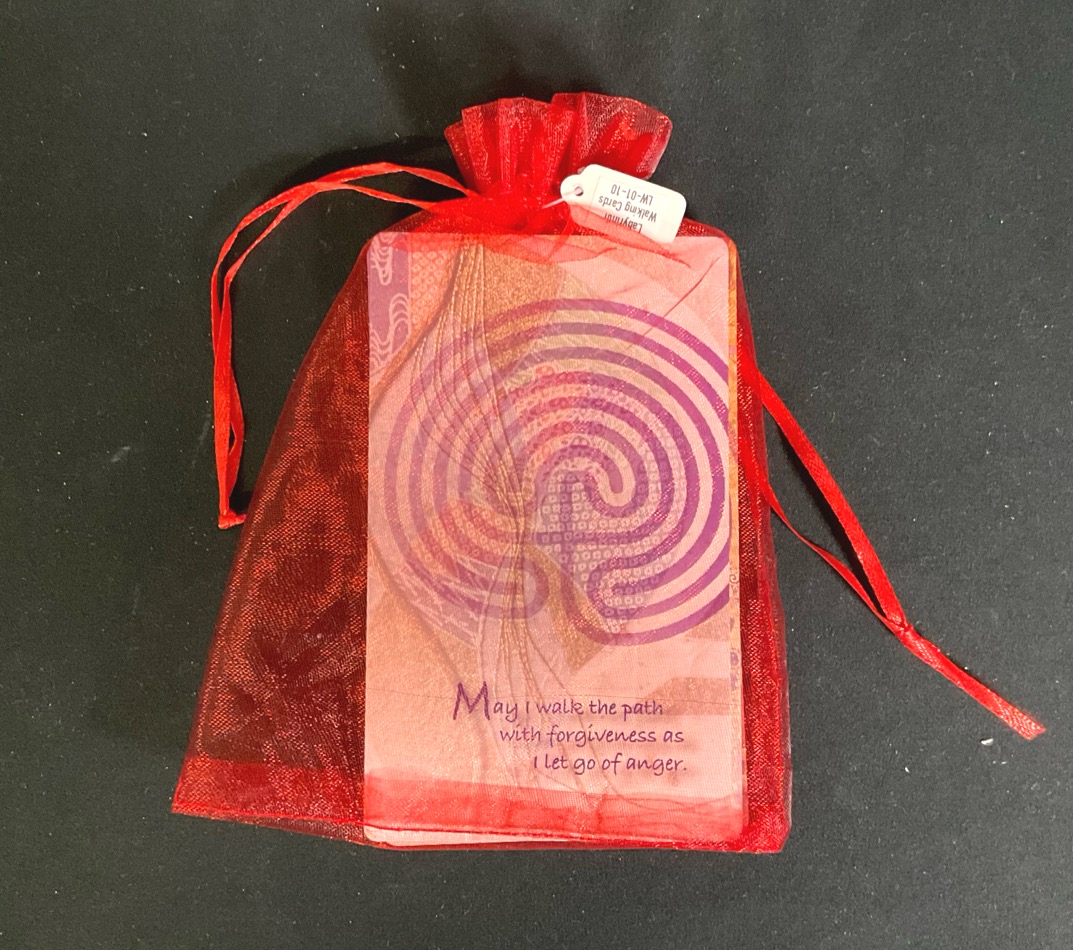 Labyrinth
Walking Cards
LW-01-10
May I walk the path
with forgiveness as
I let go of anger.